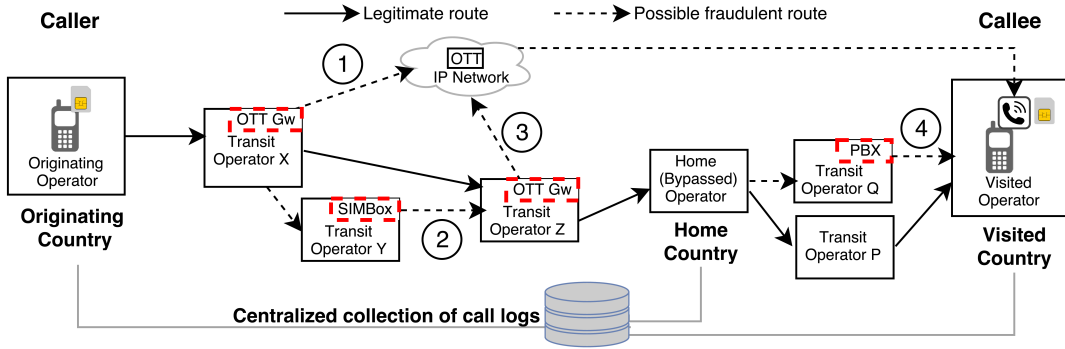 Caller
Legitimate route
Possible fraudulent route
Callee
1
OTT
IP Network
OTT Gw
Transit
Operator X
3
4
PBX
Transit
Operator Q
Originating
Operator
Home
(Bypassed)
Operator
OTT Gw
Transit
Operator Z
Visited
Operator
Originating
Country
SIMBox
Transit
Operator Y
2
Home
Country
Transit
Operator P
Visited
Country
Centralized collection of call logs